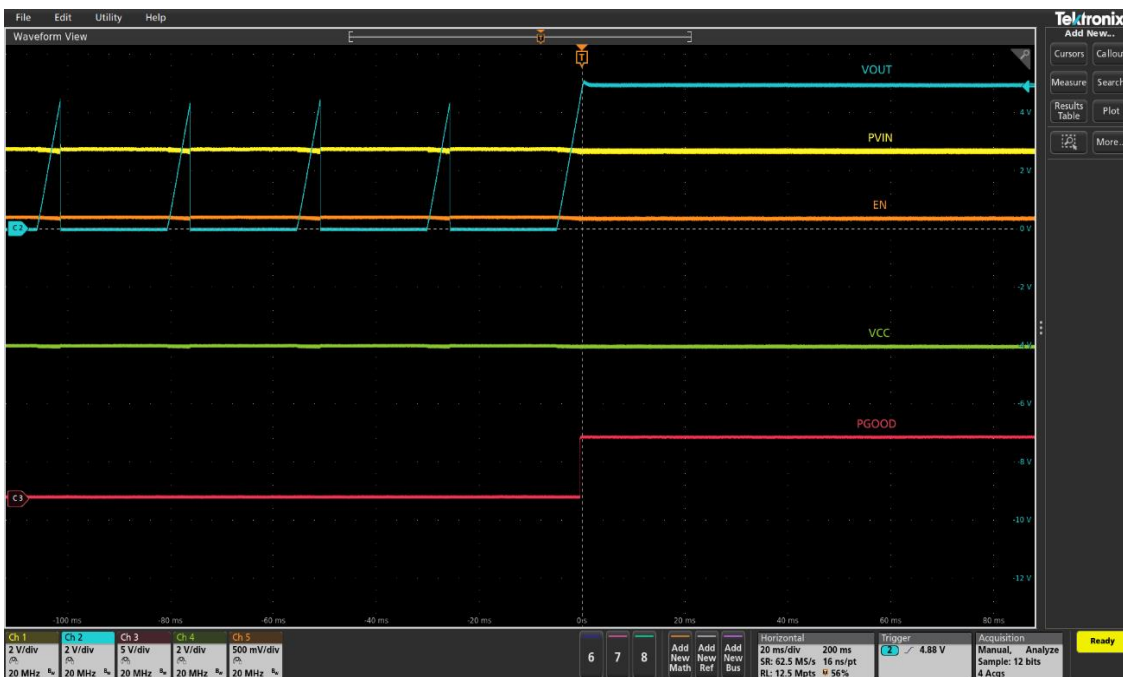 File Edit Utility Help
Tektronix
Waveform View
Add New...
T
T
Cursors Callou
Measure Search
Results Table Plot
More...
VOUT
4 V
PVIN
2 V
EN
C2
0 V
-2 V
VCC
-4 V
-6 V
PGOOD
-8 V
C3
-10 V
-12 V
-100 ms -80 ms -60 ms -40 ms -20 ms 0s 20 ms 40 ms 60 ms 80 ms
Ch 1 Ch 2 Ch 3 Ch 4 Ch 5
2 V/div 2 V/div 5 V/div 2 V/div 500 mV/div
20 MHz Bw 20 MHz Bw 20 MHz Bw 20 MHz Bw 20 MHz Bw
6 7 8
Add New Math Add New Ref Add New Bus
Horizontal
20 ms/div 200 ms
SR: 62.5 MS/s 16 ns/pt
RL: 12.5 Mpts 56%
Trigger
2 4.88 V
Acquisition
Manual, Analyze
Sample: 12 bits
4 Acqs
Ready